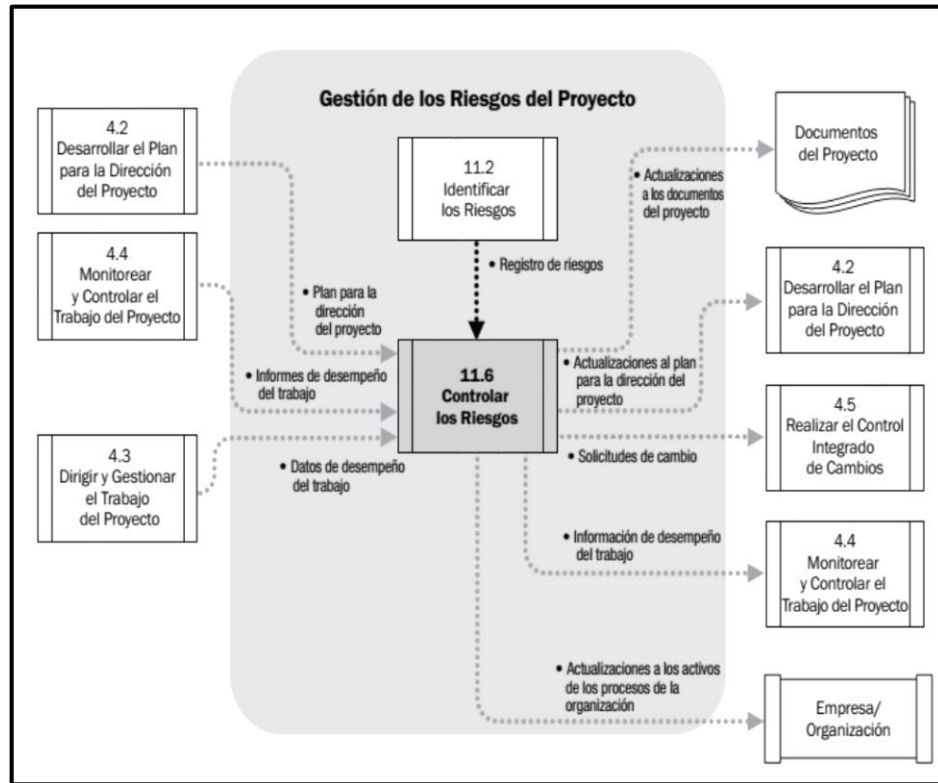 Gestión de los Riesgos del Proyecto
4.2
Desarrollar el Plan
para la Dirección
del Proyecto
4.4
Monitorear
y Controlar el
Trabajo del Proyecto
4.3
Dirigir y Gestionar
el Trabajo
del Proyecto
11.2
Identificar
los Riesgos
• Registro de riesgos
• Plan para la
dirección
del proyecto
• Informes de desempeño
del trabajo
• Datos de desempeño
del trabajo
11.6
Controlar
los Riesgos
• Actualizaciones
a los documentos
del proyecto
• Actualizaciones al plan
para la dirección del
proyecto
• Solicitudes de cambio
• Información de desempeño
del trabajo
• Actualizaciones a los activos
de los procesos de la
organización
Documentos
del Proyecto
4.2
Desarrollar el Plan
para la Dirección
del Proyecto
4.5
Realizar el Control
Integrado
de Cambios
4.4
Monitorear
y Controlar el
Trabajo del Proyecto
Empresa/
Organización